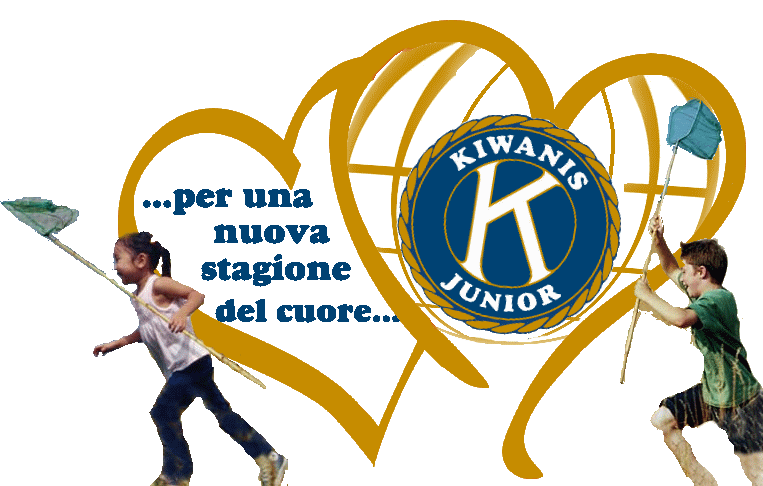 ...per una
nuova
stagione
del cuore...
KIWANIS
K
JUNIOR